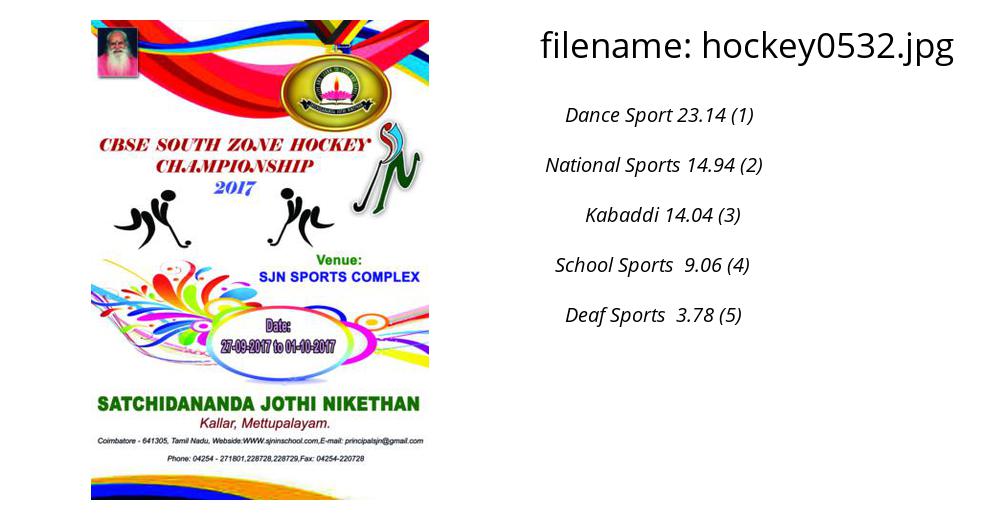 filename: hockey0532.jpg
CBSE SOUTH ZONE HOCKEY
CHAMPIONSHIP
2017
Venue:
SJN SPORTS COMPLEX
Date:
27-09-2017 to 01-10-2017
SATCHIDANANDA JOTHI NIKETHAN
Kallar, Mettupalayam.
Coimbatore - 641305, Tamil Nadu, Webside:WWW.sjninschool.com,E-mail: principalsjn@gmail.com
Phone: 04254 - 271801,228728,228729,Fax: 04254-220728
Dance Sport 23.14 (1)
National Sports 14.94 (2)
Kabaddi 14.04 (3)
School Sports 9.06 (4)
Deaf Sports 3.78 (5)